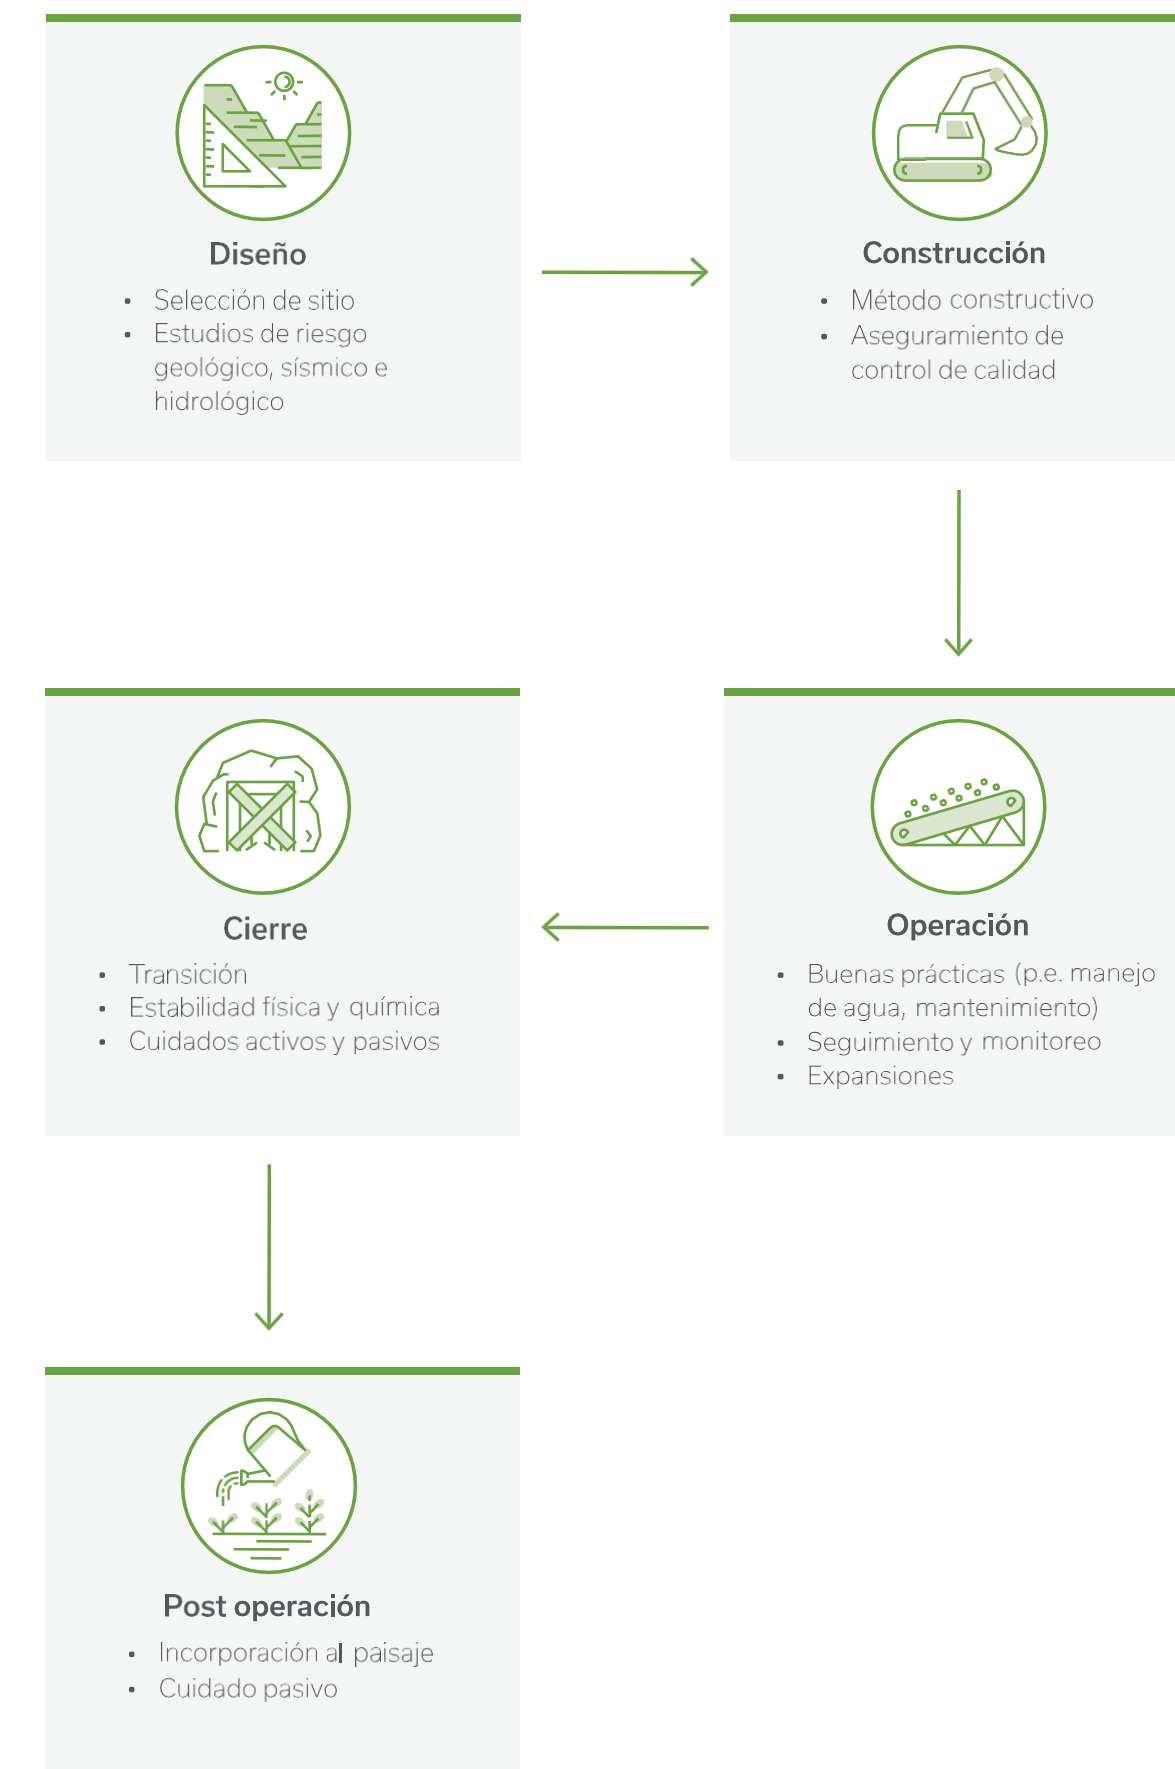 Diseño
• Selección de sitio
• Estudios de riesgo
geológico, sísmico e
hidrológico
Construcción
• Método constructivo
• Aseguramiento de
control de calidad
Operación
• Buenas prácticas (p.e. manejo
de agua, mantenimiento)
• Seguimiento y monitoreo
• Expansiones
Cierre
• Transición
• Estabilidad física y química
• Cuidados activos y pasivos
Post operación
• Incorporación al paisaje
• Cuidado pasivo